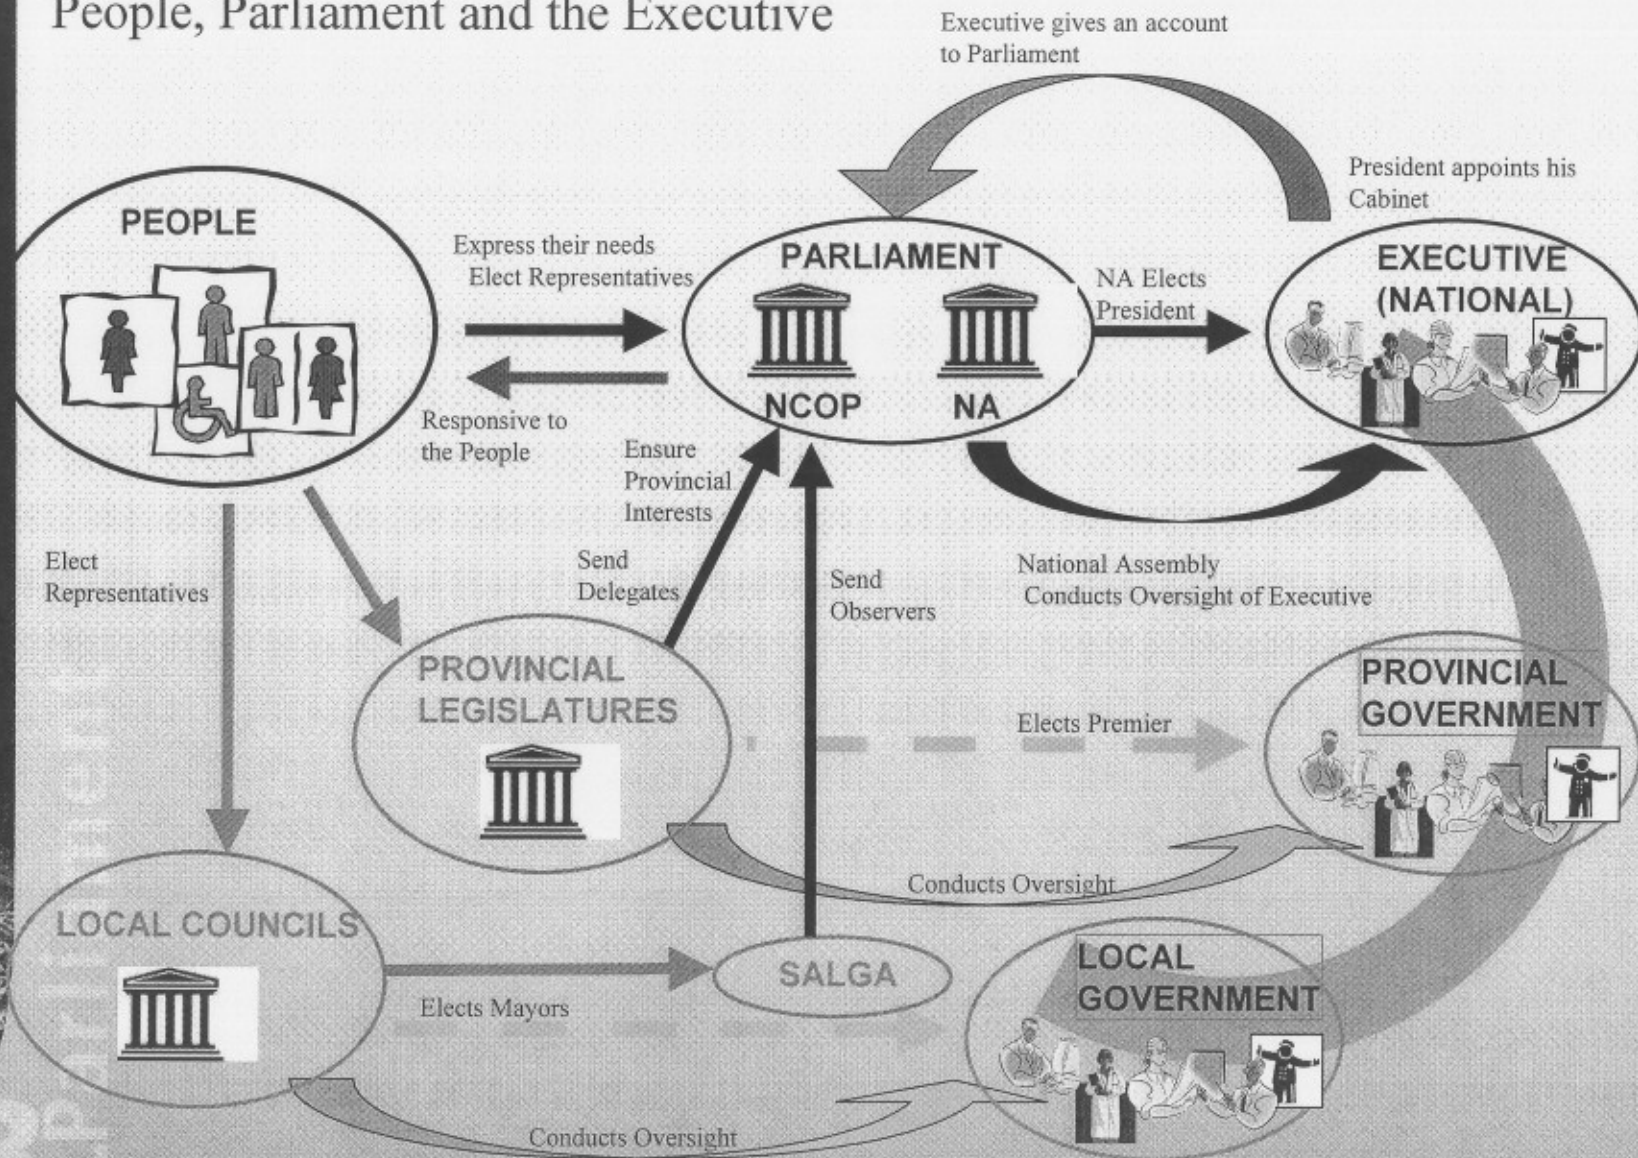 People, Parliament and the Executive
Executive gives an account
to Parliament
President appoints his
Cabinet
PEOPLE
Express their needs
Elect Representatives
PARLIAMENT
NCOP
NA
NA Elects
President
EXECUTIVE
(NATIONAL)
Responsive to
the People
Ensure
Provincial
Interests
Send
Delegates
Send
Observers
National Assembly
Conducts Oversight of Executive
Elect
Representatives
PROVINCIAL
LEGISLATURES
Elects Premier
PROVINCIAL
GOVERNMENT
Conducts Oversight
LOCAL COUNCILS
Elects Mayors
SALGA
LOCAL
GOVERNMENT
Conducts Oversight